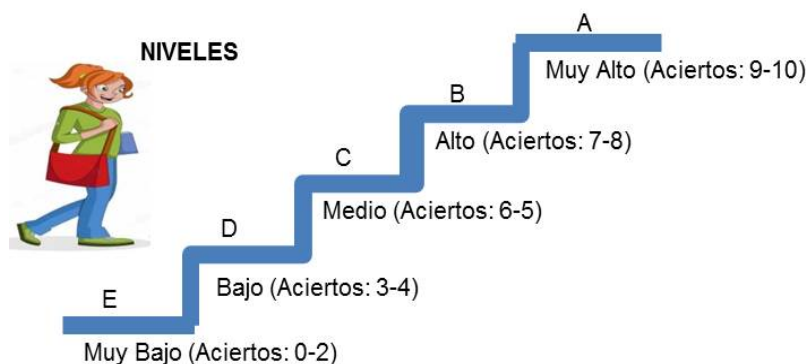 NIVELES
A
Muy Alto (Aciertos: 9-10)
B
Alto (Aciertos: 7-8)
C
Medio (Aciertos: 6-5)
D
Bajo (Aciertos: 3-4)
E
Muy Bajo (Aciertos: 0-2)